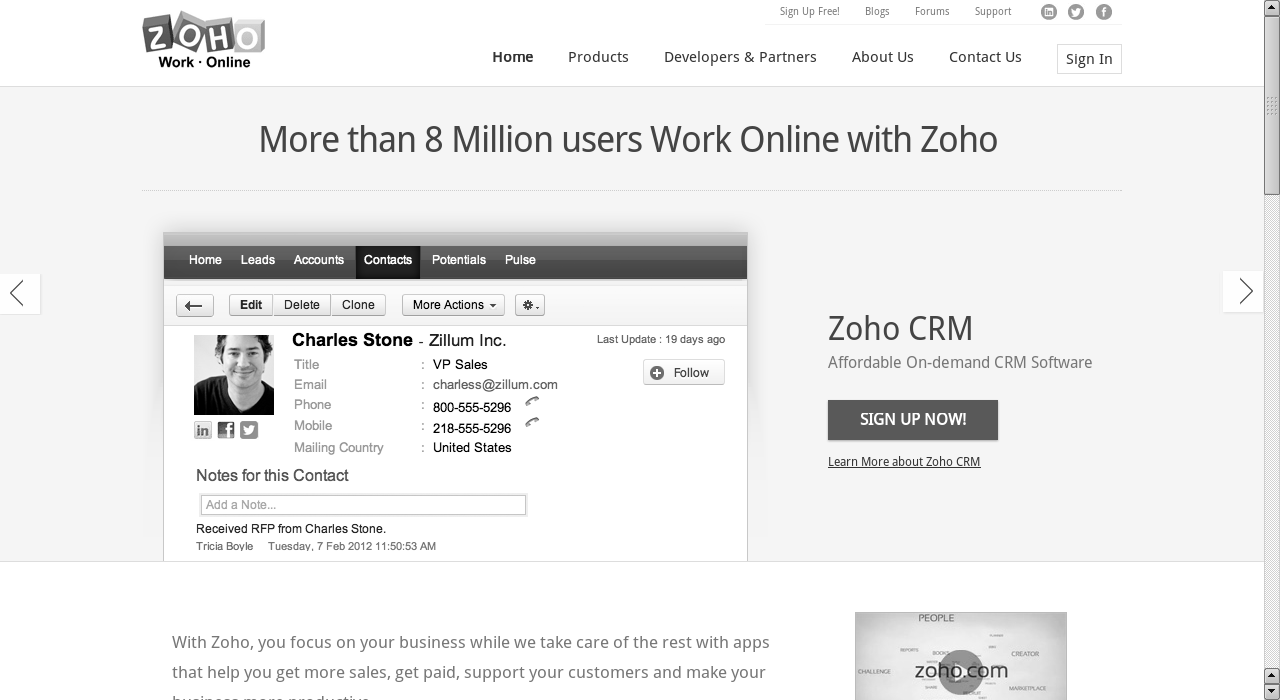 Sign Up Free! Blogs Forums Support
ZOHO
Work · Online
Home Products Developers & Partners About Us Contact Us Sign In
More than 8 Million users Work Online with Zoho
Home Leads Accounts Contacts Potentials Pulse
Edit Delete Clone More Actions
Charles Stone - Zillum Inc.
Last Update : 19 days ago
Title : VP Sales
Follow
Email : charless@zillum.com
Phone : 800-555-5296
Mobile : 218-555-5296
Mailing Country : United States
Notes for this Contact
Add a Note...
Received RFP from Charles Stone.
Tricia Boyle Tuesday, 7 Feb 2012 11:50:53 AM
Zoho CRM
Affordable On-demand CRM Software
SIGN UP NOW!
Learn More about Zoho CRM
With Zoho, you focus on your business while we take care of the rest with apps
that help you get more sales, get paid, support your customers and make your
business more productive.
PEOPLE
REPORTS
BOOKS
CREATOR
CHALLENGE
zoho.com
SHARE
MARKETPLACE